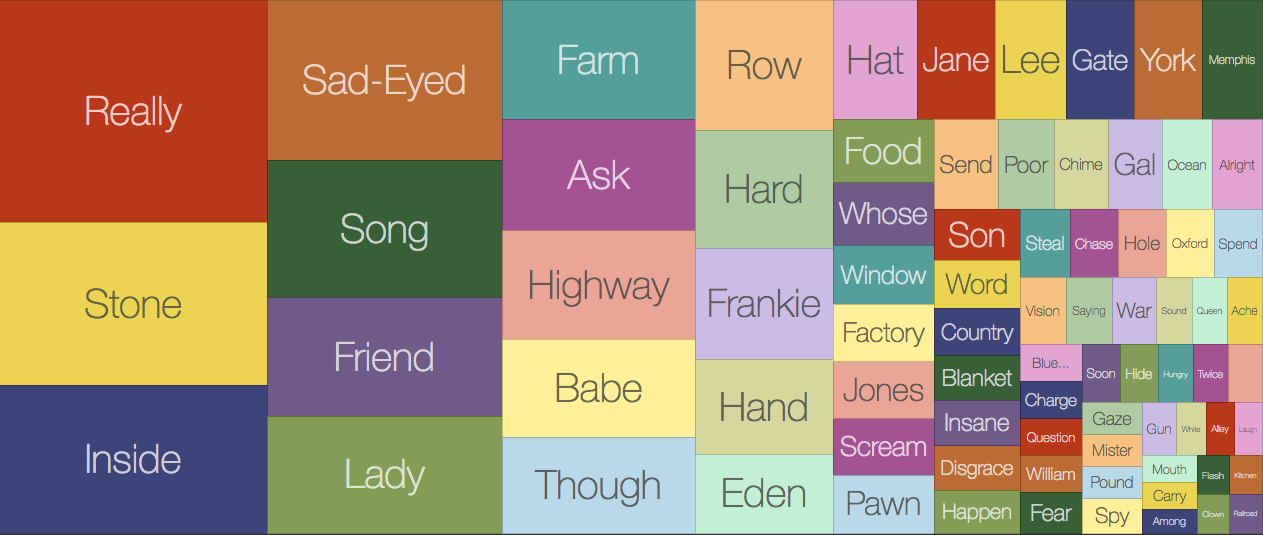 Really
Stone
Inside
Sad-Eyed
Song
Friend
Lady
Farm
Ask
Highway
Babe
Though
Row
Hard
Frankie
Hand
Eden
Hat
Jane
Lee
Gate
York
Memphis
Food
Whose
Window
Factory
Jones
Scream
Pawn
Send
Poor
Chime
Gal
Ocean
Alright
Son
Word
Country
Blanket
Insane
Disgrace
Happen
Steal
Chase
Hole
Oxford
Spend
Vision
Saying
War
Sound
Queen
Ache
Blue...
Charge
Question
William
Fear
Soon
Hide
Hungry
Twice
Gaze
Mister
Pound
Spy
Gun
White
Alley
Laugh
Mouth
Carry
Among
Flash
Kitchen
Clown
Railroad